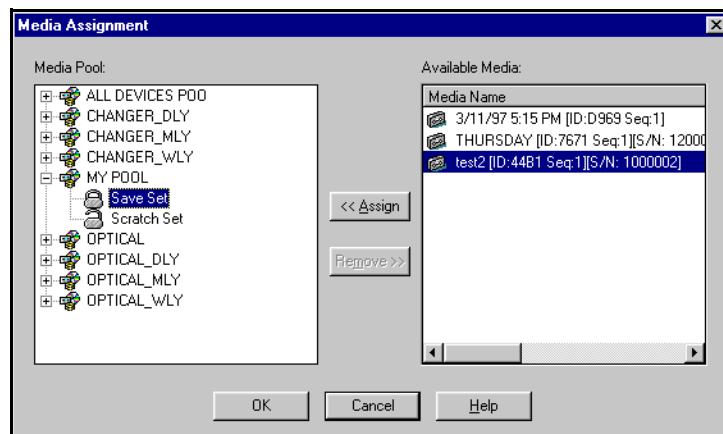 Media Assignment
Media Pool:
ALL DEVICES POO
CHANGER_DLY
CHANGER_MLY
CHANGER_WLY
MY POOL
Save Set
Scratch Set
OPTICAL
OPTICAL_DLY
OPTICAL_MLY
OPTICAL_WLY
<< Assign
Remove >>
Available Media:
Media Name
3/11/97 5:15 PM [ID:D969 Seq:1]
THURSDAY [ID:7671 Seq:1][S/N: 12000
test2 [ID:44B1 Seq:1][S/N: 1000002]
OK
Cancel
Help